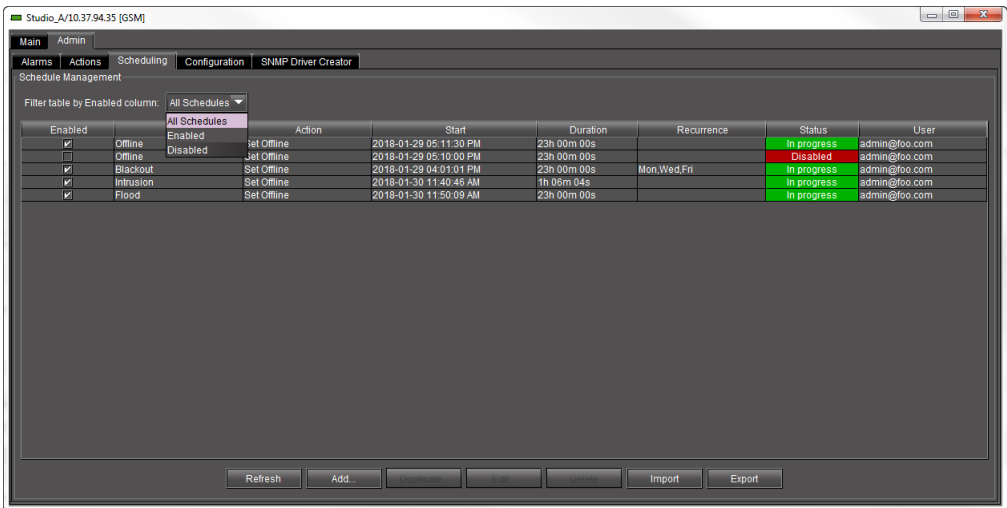 Studio_A/10.37.94.35 [GSM]
Main Admin
Alarms Actions Scheduling Configuration SNMP Driver Creator
Schedule Management
Filter table by Enabled column: All Schedules
All Schedules
Enabled
Disabled
Enabled Action Start Duration Recurrence Status User
Offline Set Offline 2018-01-29 05:11:30 PM 23h 00m 00s In progress admin@foo.com
Offline Set Offline 2018-01-29 05:10:00 PM 23h 00m 00s Disabled admin@foo.com
Blackout Set Offline 2018-01-29 04:01:01 PM 23h 00m 00s Mon,Wed,Fri In progress admin@foo.com
Intrusion Set Offline 2018-01-30 11:40:46 AM 1h 06m 04s In progress admin@foo.com
Flood Set Offline 2018-01-30 11:50:09 AM 23h 00m 00s In progress admin@foo.com
Refresh Add... Duplicate... Edit... Delete Import Export